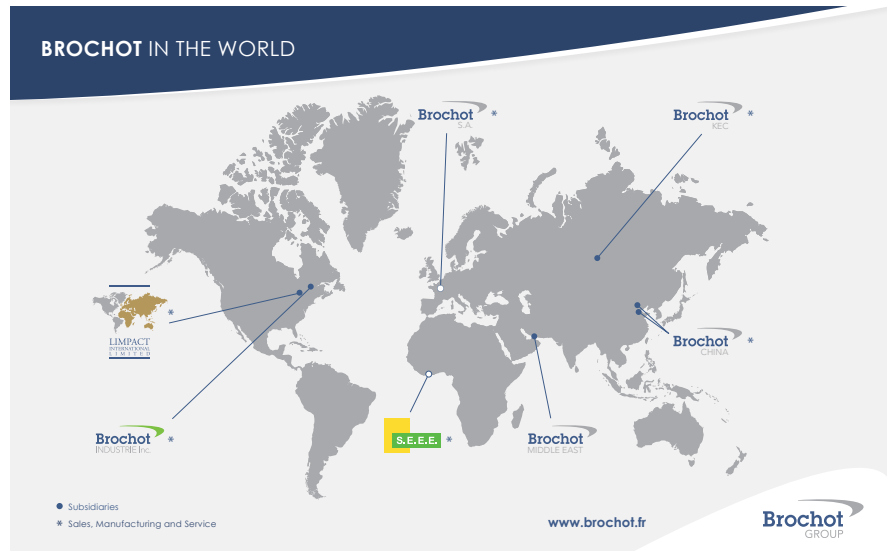 BROCHOT IN THE WORLD
Brochot *
S.A.
Brochot *
KEC
*
LIMPACT
INTERNATIONAL
LIMITED
Brochot
CHINA
*
Brochot *
INDUSTRIE Inc.
S.E.E.E. *
Brochot
MIDDLE EAST
Subsidiaries
* Sales, Manufacturing and Service
www.brochot.fr
Brochot
GROUP